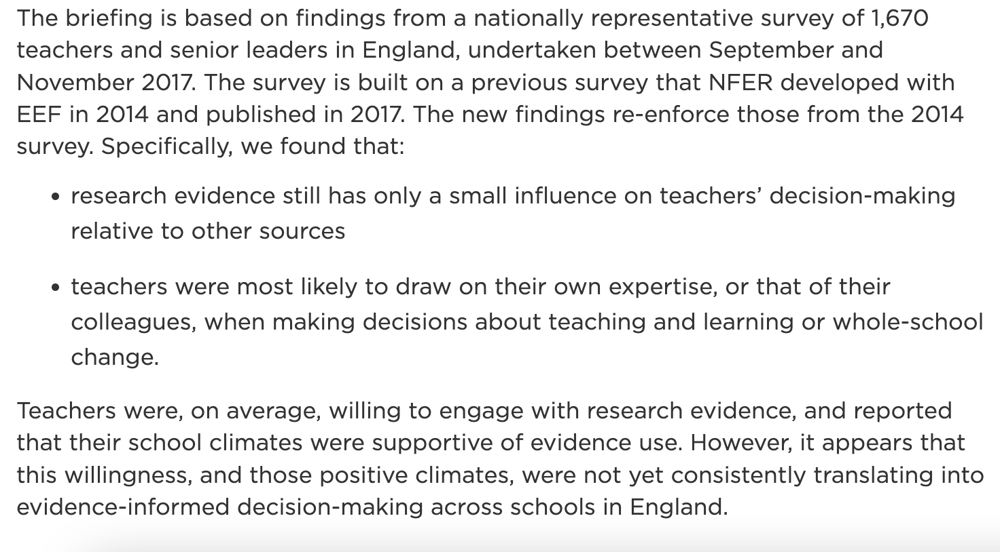 The briefing is based on findings from a nationally representative survey of 1,670
teachers and senior leaders in England, undertaken between September and
November 2017. The survey is built on a previous survey that NFER developed with
EEF in 2014 and published in 2017. The new findings re-enforce those from the 2014
survey. Specifically, we found that:
• research evidence still has only a small influence on teachers’ decision-making
relative to other sources
• teachers were most likely to draw on their own expertise, or that of their
colleagues, when making decisions about teaching and learning or whole-school
change.
Teachers were, on average, willing to engage with research evidence, and reported
that their school climates were supportive of evidence use. However, it appears that
this willingness, and those positive climates, were not yet consistently translating into
evidence-informed decision-making across schools in England.